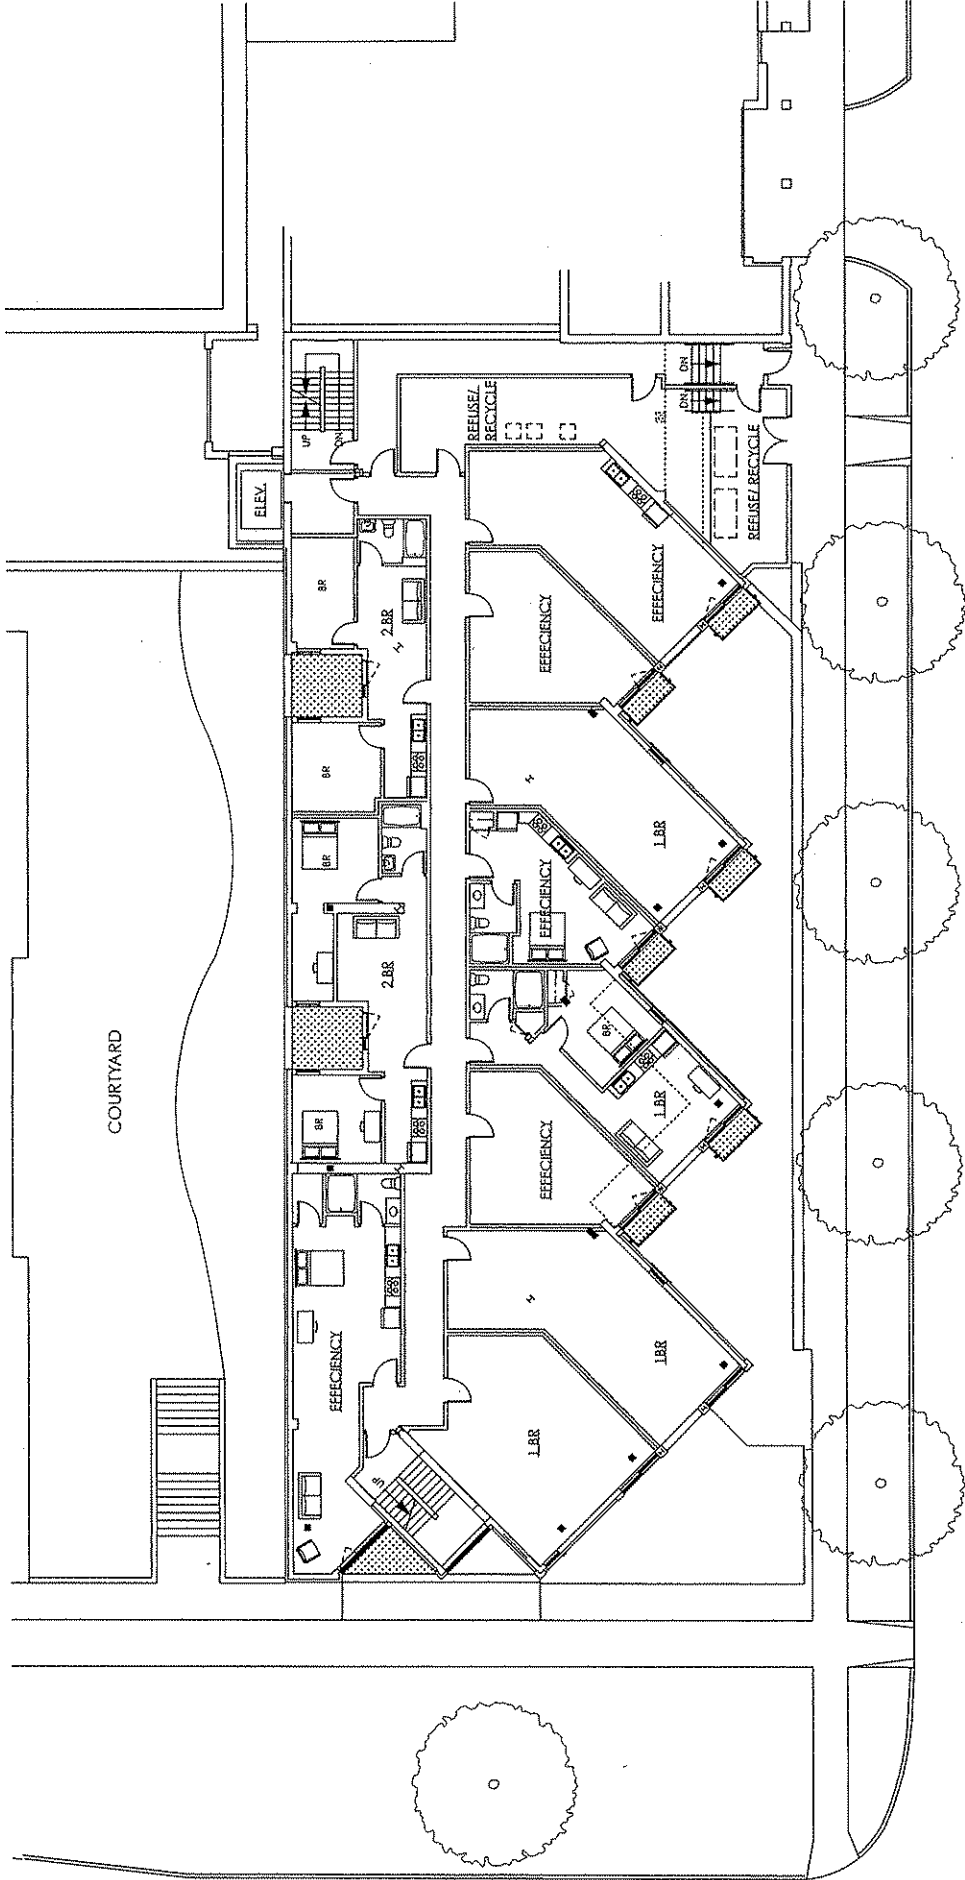 COURTYARD
ELEV.
UP
DN
BR
BR
BR
BR
EFFECIENCY
2 BR
2 BR
UP
REFUSE/
RECYCLE
1 BR
EFFECIENCY
EFFECIENCY
EFFECIENCY
BR
1 BR
1 BR
1 BR
EFFECIENCY
DN
DN
REFUSE/ RECYCLE